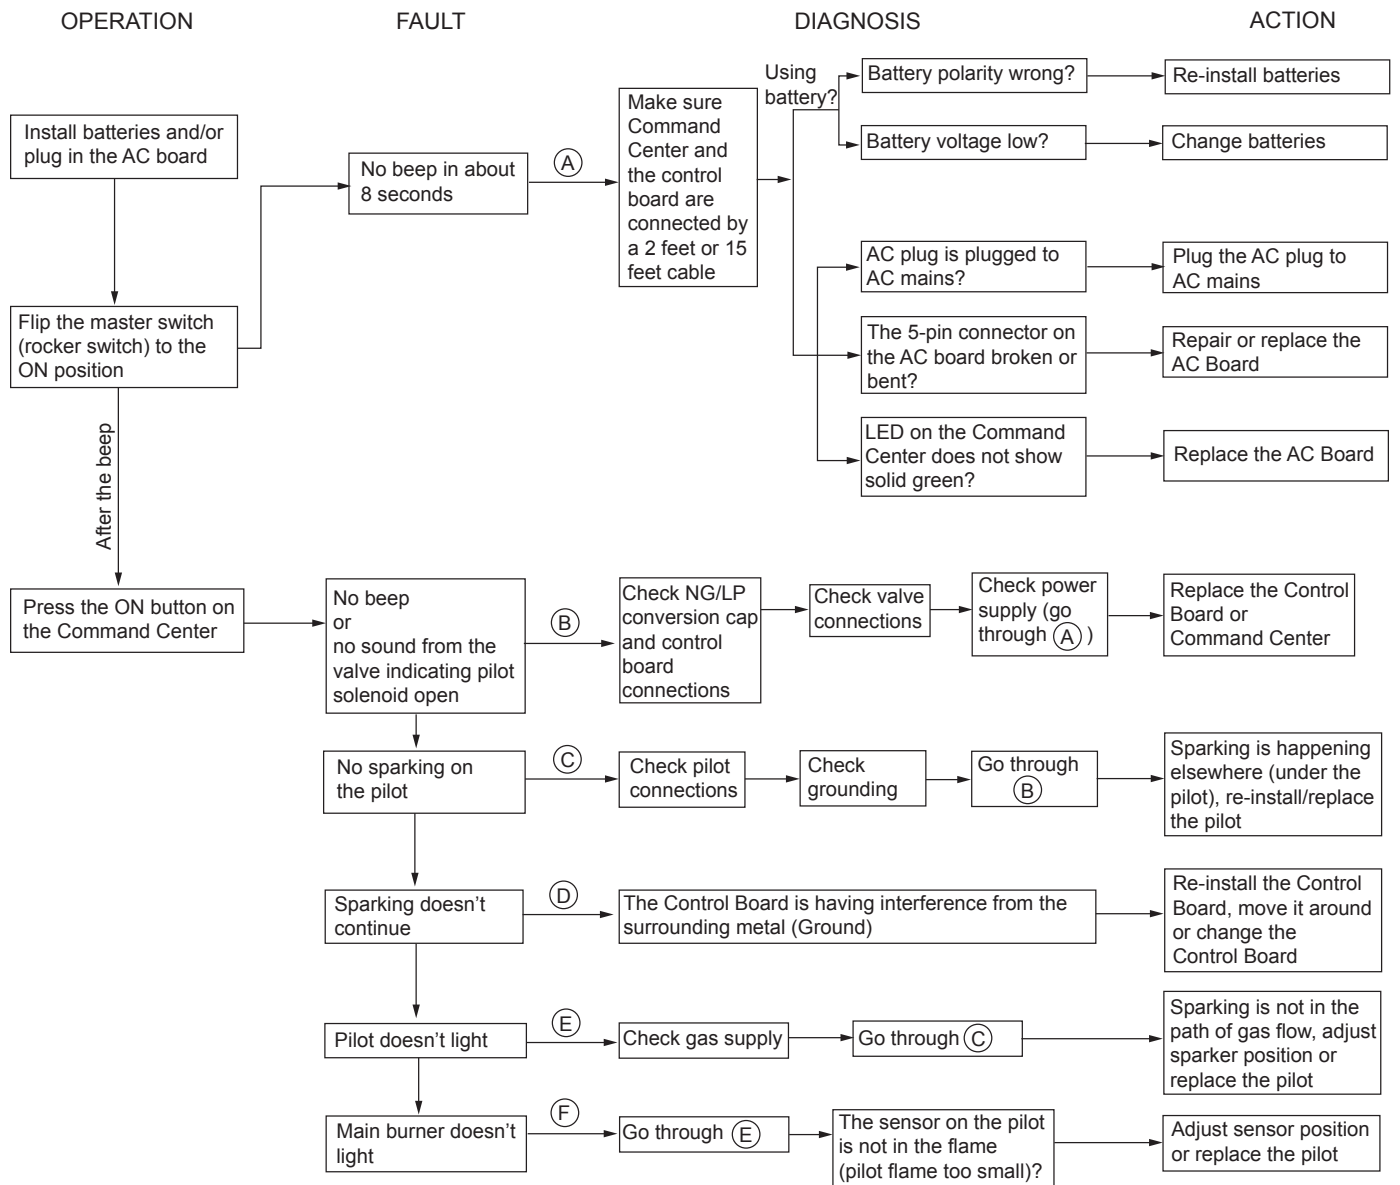 OPERATION
FAULT
DIAGNOSIS
ACTION
Install batteries and/or
plug in the AC board
Flip the master switch
(rocker switch) to the
ON position
After the beep
Press the ON button on
the Command Center
No beep in about
8 seconds
A
Make sure
Command
Center and
the control
board are
connected by
a 2 feet or 15
feet cable
Using
battery?
Battery polarity wrong?
Re-install batteries
Battery voltage low?
Change batteries
AC plug is plugged to
AC mains?
Plug the AC plug to
AC mains
The 5-pin connector on
the AC board broken or
bent?
Repair or replace the
AC Board
LED on the Command
Center does not show
solid green?
Replace the AC Board
No beep
or
no sound from the
valve indicating pilot
solenoid open
B
Check NG/LP
conversion cap
and control
board
connections
Check valve
connections
Check power
supply (go
through A )
Replace the Control
Board or
Command Center
No sparking on
the pilot
C
Check pilot
connections
Check
grounding
Go through
B
Sparking is happening
elsewhere (under the
pilot), re-install/replace
the pilot
Sparking doesn't
continue
D
The Control Board is having interference from the
surrounding metal (Ground)
Re-install the Control
Board, move it around
or change the
Control Board
Pilot doesn't light
E
Check gas supply
Go through C
Sparking is not in the
path of gas flow, adjust
sparker position or
replace the pilot
Main burner doesn't
light
F
Go through E
The sensor on the pilot
is not in the flame
(pilot flame too small)?
Adjust sensor position
or replace the pilot